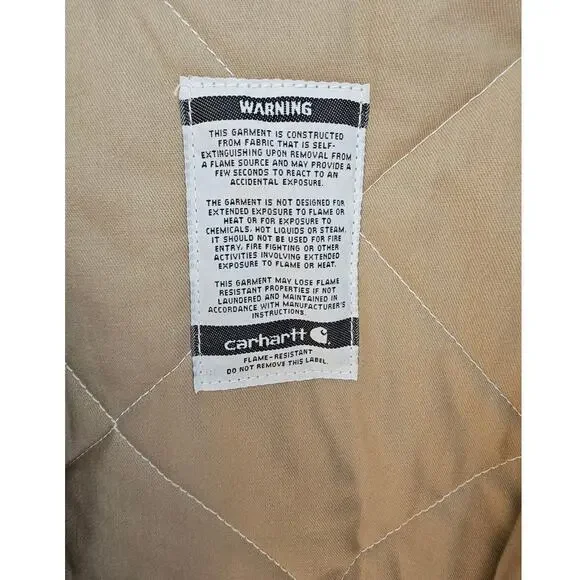 WARNING
THIS GARMENT IS CONSTRUCTED
FROM FABRIC THAT IS SELF-
EXTINGUISHING UPON REMOVAL FROM
A FLAME SOURCE AND MAY PROVIDE A
FEW SECONDS TO REACT TO AN
ACCIDENTAL EXPOSURE.
THE GARMENT IS NOT DESIGNED FOR
EXTENDED EXPOSURE TO FLAME OR
HEAT OR FOR EXPOSURE TO
CHEMICALS, HOT LIQUIDS OR STEAM.
IT SHOULD NOT BE USED FOR FIRE
ENTRY, FIRE FIGHTING OR OTHER
ACTIVITIES INVOLVING EXTENDED
EXPOSURE TO FLAME OR HEAT.
THIS GARMENT MAY LOSE FLAME
RESISTANT PROPERTIES IF NOT
LAUNDERED AND MAINTAINED IN
ACCORDANCE WITH MANUFACTURER'S
INSTRUCTIONS.
carhartt
FLAME-RESISTANT
DO NOT REMOVE THIS LABEL.